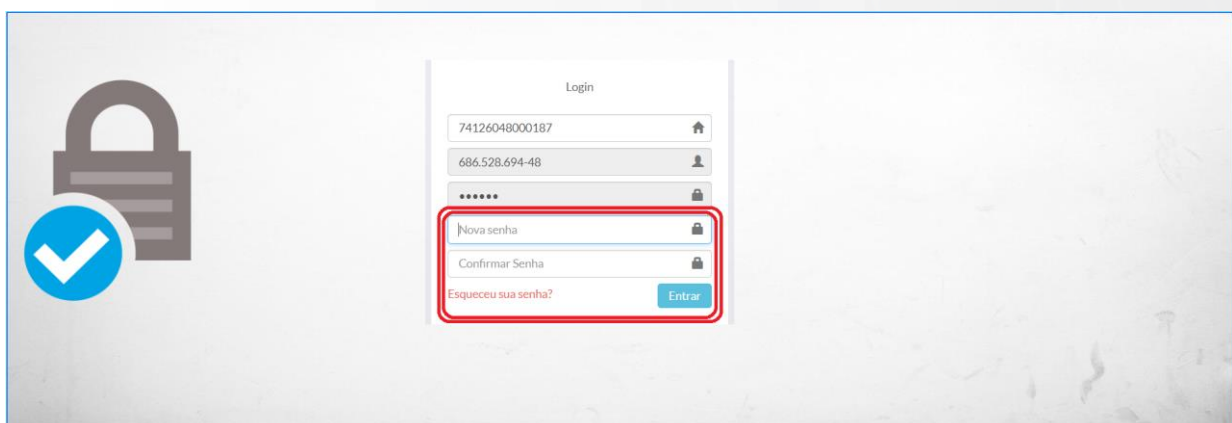 Login
74126048000187
686.528.694-48
••••••
Nova senha
Confirmar Senha
Esqueceu sua senha?
Entrar